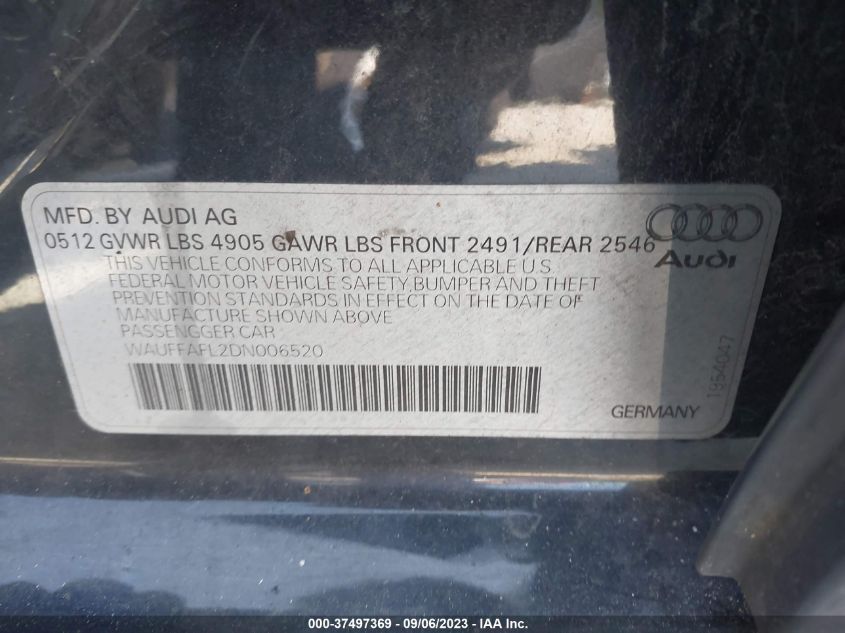 MFD. BY AUDI AG
0512 GVWR LBS 4905 GAWR LBS FRONT 2491/REAR 2546
THIS VEHICLE CONFORMS TO ALL APPLICABLE U.S.
FEDERAL MOTOR VEHICLE SAFETY,BUMPER AND THEFT
PREVENTION STANDARDS IN EFFECT ON THE DATE OF
MANUFACTURE SHOWN ABOVE
PASSENGGER CAR
WAUFFAFL2DN006520
Audi
1954047
GERMANY
000-37497369 - 09/06/2023 - IAA Inc.